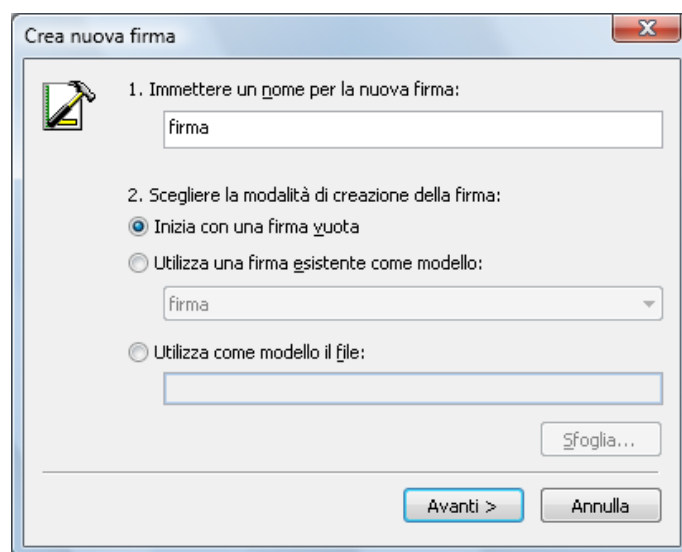 Crea nuova firma
1. Immettere un nome per la nuova firma:
firma
2. Scegliere la modalità di creazione della firma:
Inizia con una firma vuota
Utilizza una firma esistente come modello:
firma
Utilizza come modello il file:
Sfoglia...
Avanti >
Annulla